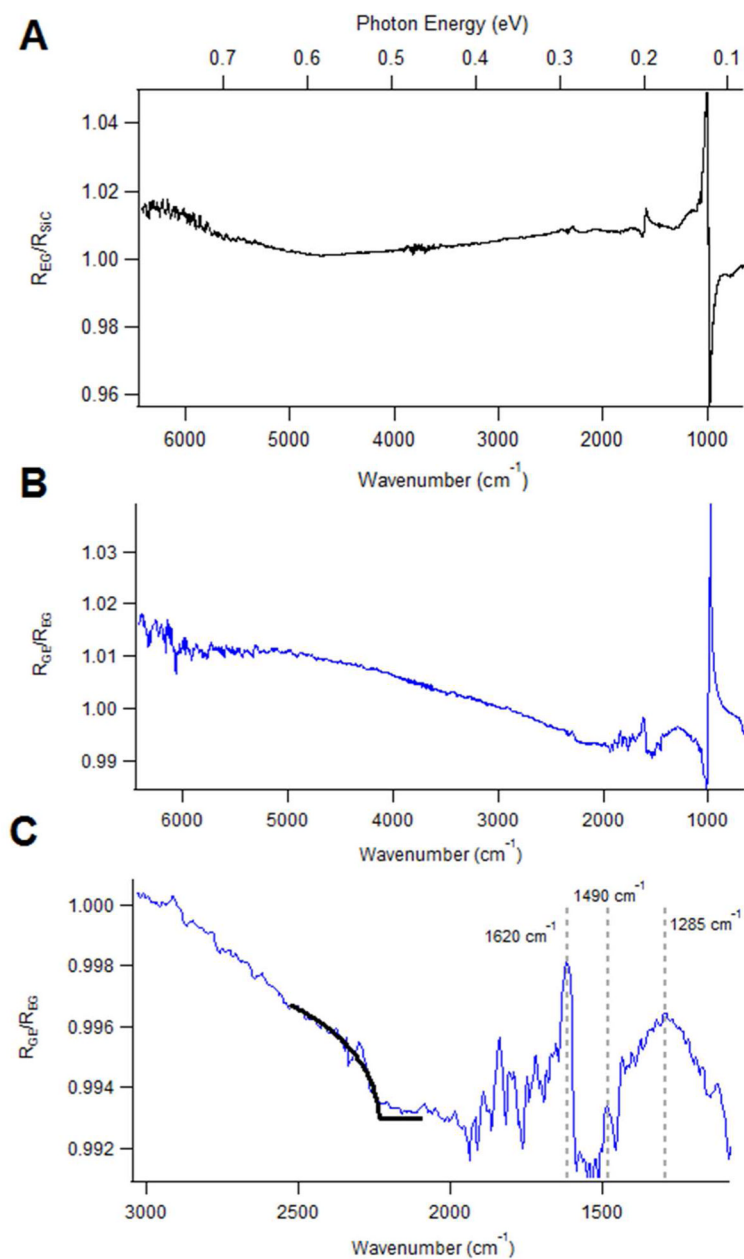 A
Photon Energy (eV)
0.7 0.6 0.5 0.4 0.3 0.2 0.1
1.04
1.02
1.00
0.98
0.96
R_EG/R_SiC
6000 5000 4000 3000 2000 1000
Wavenumber (cm⁻¹)
B
1.03
1.02
1.01
1.00
0.99
R_GE/R_EG
6000 5000 4000 3000 2000 1000
Wavenumber (cm⁻¹)
C
1490 cm⁻¹
1620 cm⁻¹ 1285 cm⁻¹
1.000
0.998
0.996
0.994
0.992
R_GE/R_EG
3000 2500 2000 1500
Wavenumber (cm⁻¹)